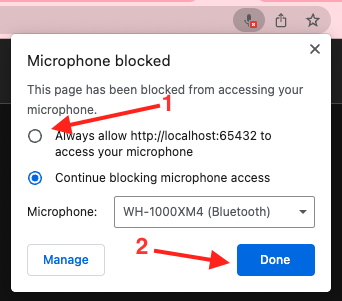 Microphone blocked
This page has been blocked from accessing your
microphone.
1
Always allow http://localhost:65432 to
access your microphone
Continue blocking microphone access
Microphone: WH-1000XM4 (Bluetooth)
2
Manage Done